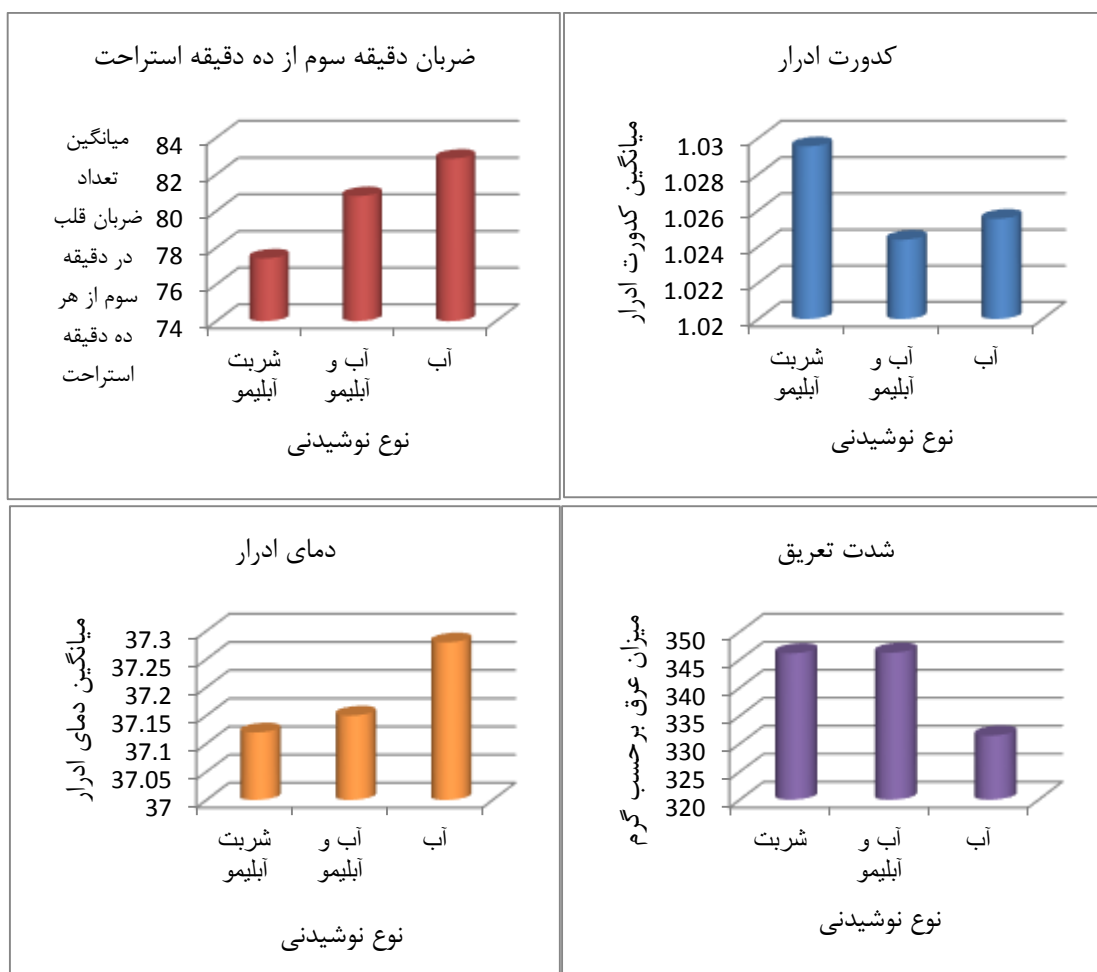 ضربان دقیقه سوم از ده دقیقه استراحت
میانگین
تعداد
ضربان قلب
در دقیقه
سوم از هر
ده دقیقه
استراحت
84
82
80
78
76
74
شربت
آبلیمو
آب و
آبلیمو
آب
نوع نوشیدنی
کدورت ادرار
میانگین کدورت ادرار
1.03
1.028
1.026
1.024
1.022
1.02
شربت
آبلیمو
آب و
آبلیمو
آب
نوع نوشیدنی
دمای ادرار
میانگین دمای ادرار
37.3
37.25
37.2
37.15
37.1
37.05
37
شربت
آبلیمو
آب و
آبلیمو
آب
نوع نوشیدنی
شدت تعریق
میزان عرق برحسب گرم
350
345
340
335
330
325
320
شربت
آب و
آبلیمو
آب
نوع نوشیدنی